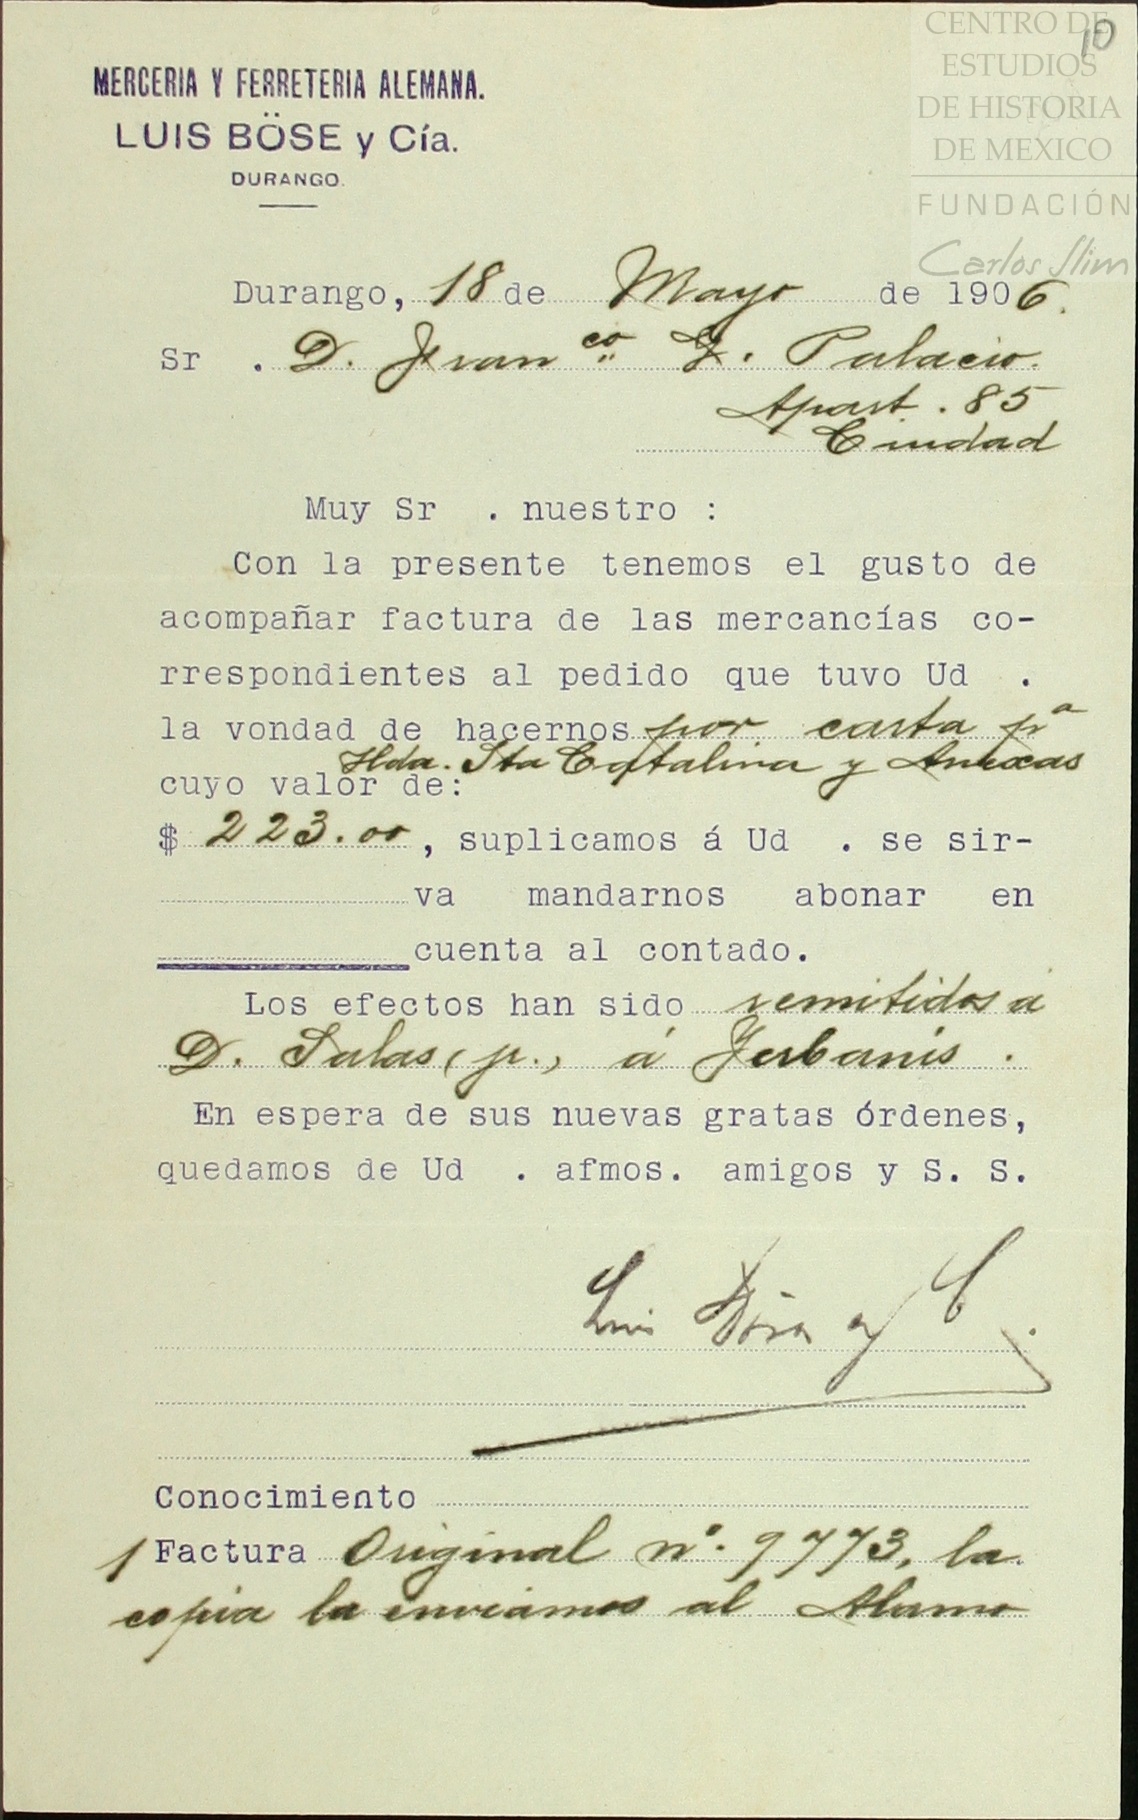 CENTRO DE
ESTUDIOS
DE HISTORIA
DE MEXICO
FUNDACIÓN
Carlos Slim
10
MERCERIA Y FERRETERIA ALEMANA.
LUIS BÖSE y Cía.
DURANGO.
Durango, 18 de Mayo de 1906.
Sr . D. Franco. G. Palacio.
Apart. 85
Ciudad
Muy Sr . nuestro :
Con la presente tenemos el gusto de
acompañar factura de las mercancías co-
rrespondientes al pedido que tuvo Ud .
la vondad de hacernos por carta pa
Hda. Sta Catalina y Anexas
cuyo valor de:
$ 223.00, suplicamos á Ud . se sir-
va mandarnos abonar en
cuenta al contado.
Los efectos han sido remitidos á
D. Salas, jr., á Yerbanis.
En espera de sus nuevas gratas órdenes,
quedamos de Ud . afmos. amigos y S. S.
Luis Böse y C
Conocimiento
1 Factura Original no. 9773, la
copia la enviamos al Alamo